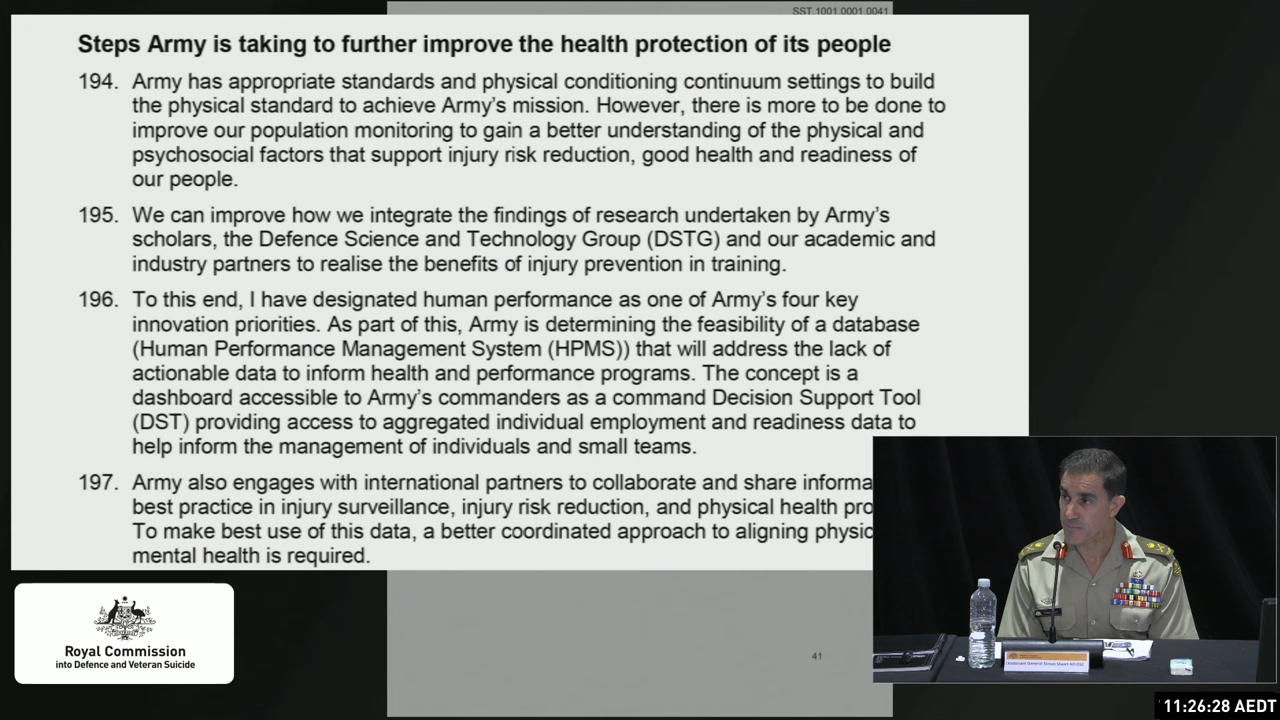 SST.1001.0001.0041
Steps Army is taking to further improve the health protection of its people
194. Army has appropriate standards and physical conditioning continuum settings to build
the physical standard to achieve Army's mission. However, there is more to be done to
improve our population monitoring to gain a better understanding of the physical and
psychosocial factors that support injury risk reduction, good health and readiness of
our people.
195. We can improve how we integrate the findings of research undertaken by Army's
scholars, the Defence Science and Technology Group (DSTG) and our academic and
industry partners to realise the benefits of injury prevention in training.
196. To this end, I have designated human performance as one of Army's four key
innovation priorities. As part of this, Army is determining the feasibility of a database
(Human Performance Management System (HPMS)) that will address the lack of
actionable data to inform health and performance programs. The concept is a
dashboard accessible to Army's commanders as a command Decision Support Tool
(DST) providing access to aggregated individual employment and readiness data to
help inform the management of individuals and small teams.
197. Army also engages with international partners to collaborate and share informa
best practice in injury surveillance, injury risk reduction, and physical health pro
To make best use of this data, a better coordinated approach to aligning physic
mental health is required.
41
Royal Commission
into Defence and Veteran Suicide
Lieutenant General Simon Stuart AO DSC
11:26:28 AEDT